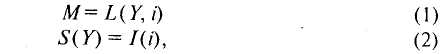 M = L(Y, i) (1)
S(Y) = I(i), (2)